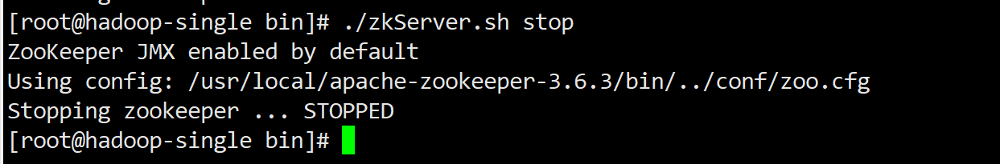 [root@hadoop-single bin]# ./zkServer.sh stop
ZooKeeper JMX enabled by default
Using config: /usr/local/apache-zookeeper-3.6.3/bin/../conf/zoo.cfg
Stopping zookeeper ... STOPPED
[root@hadoop-single bin]#